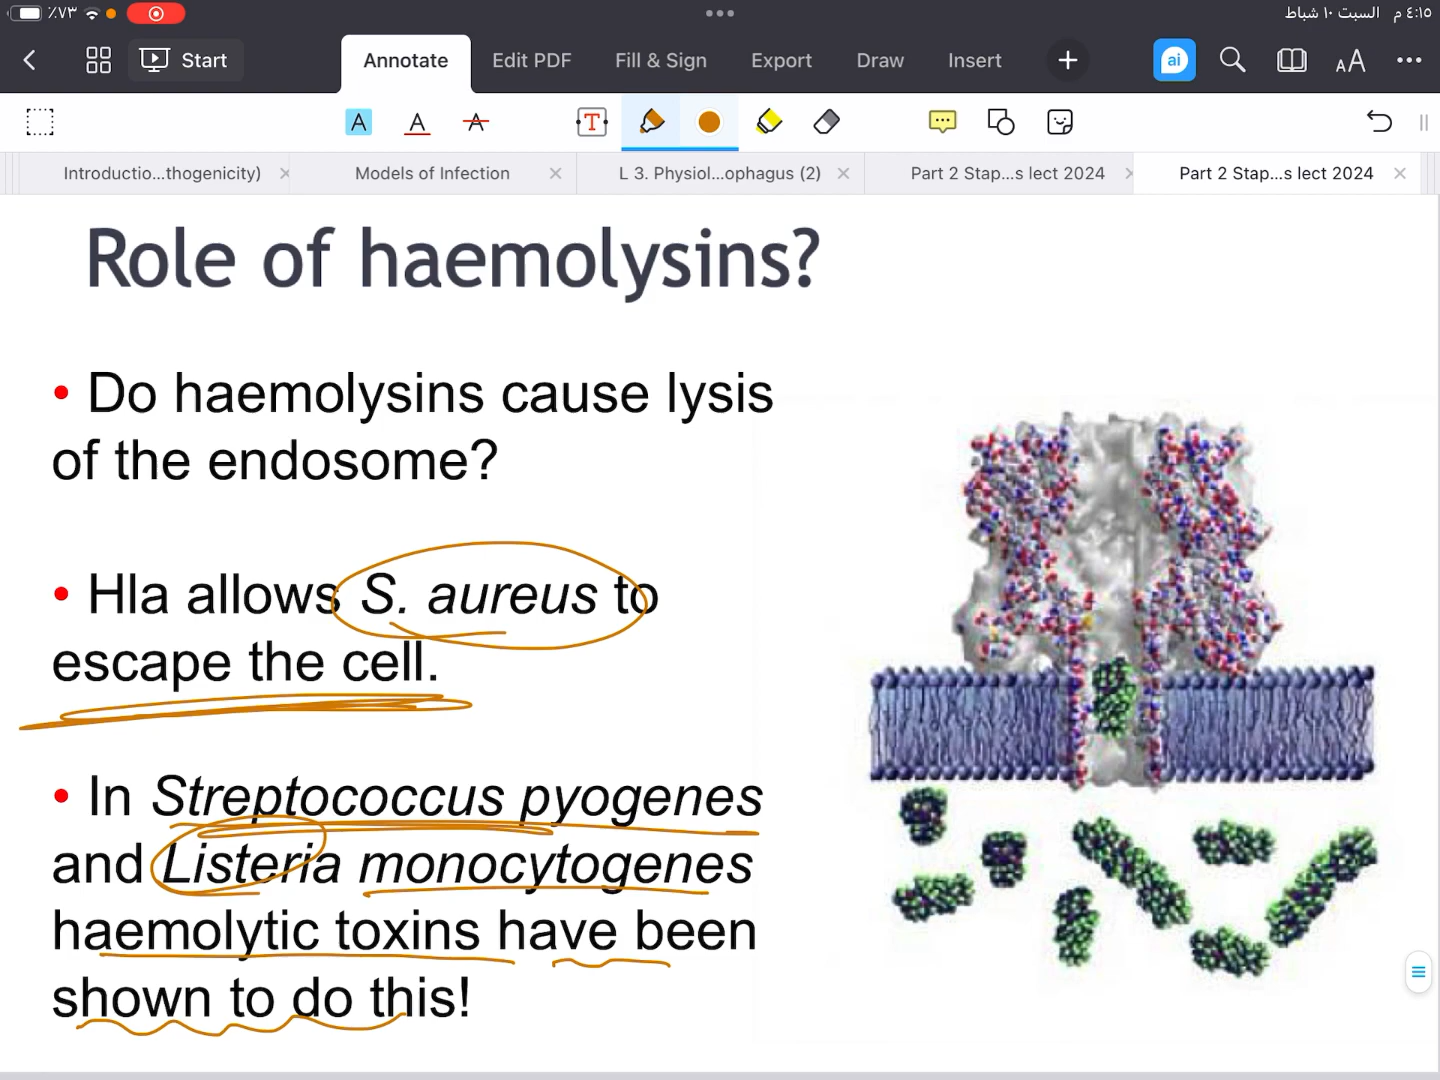 ٪٧٣
السبت ١٠ شباط ٤:١٥ م
Start
Annotate
Edit PDF
Fill & Sign
Export
Draw
Insert
ai
AA
A
A
A
T
Introductio...thogenicity)
Models of Infection
L 3. Physiol...ophagus (2)
Part 2 Stap...s lect 2024
Part 2 Stap...s lect 2024
Role of haemolysins?
• Do haemolysins cause lysis
of the endosome?
• Hla allows S. aureus to
escape the cell.
• In Streptococcus pyogenes
and Listeria monocytogenes
haemolytic toxins have been
shown to do this!